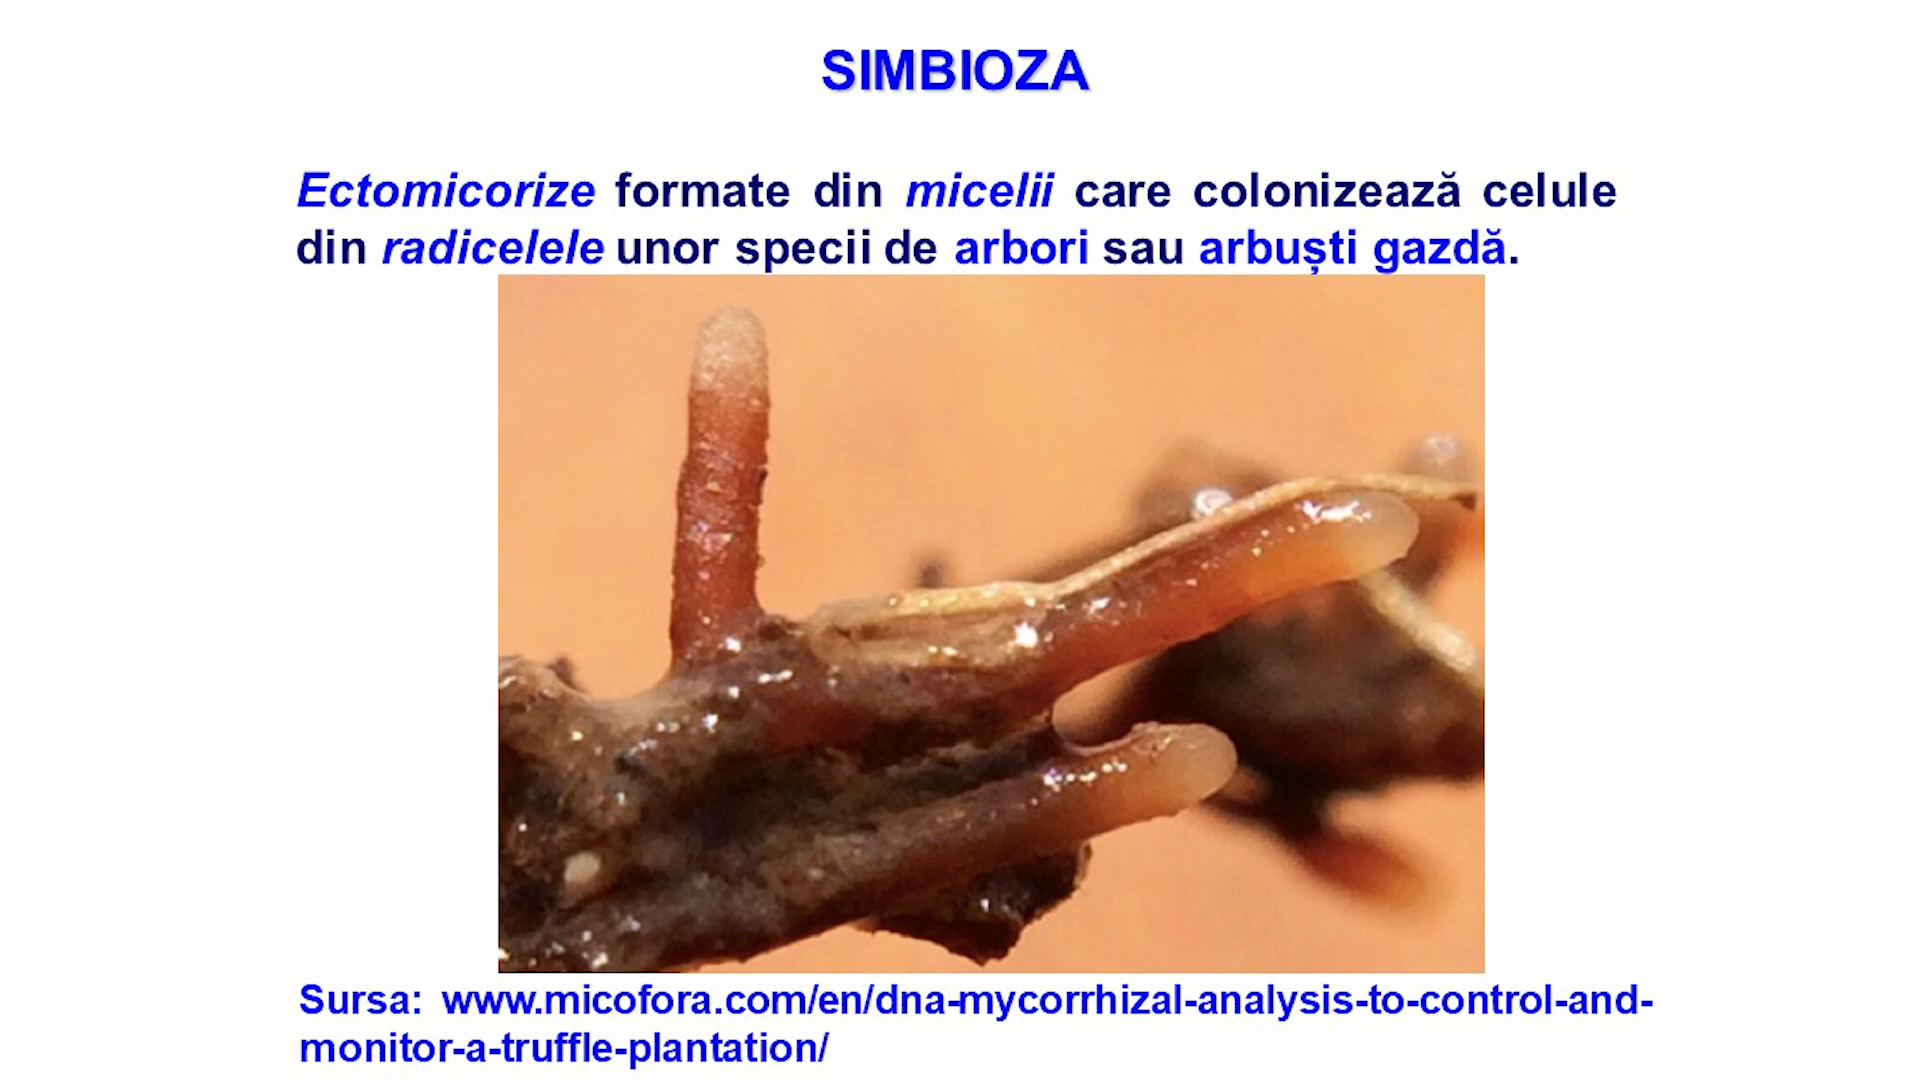 SIMBIOZA
Ectomicorize formate din micelii care colonizează celule
din radicelele unor specii de arbori sau arbuști gazdă.
Sursa: www.micofora.com/en/dna-mycorrhizal-analysis-to-control-and-
monitor-a-truffle-plantation/